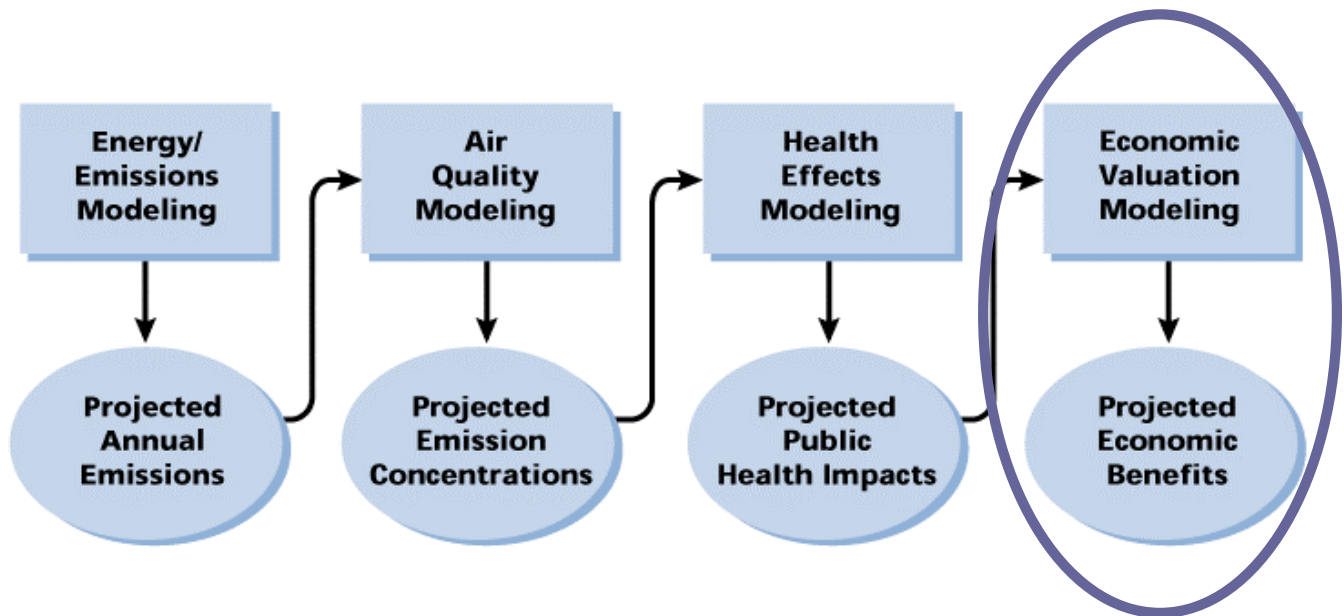 Energy/
Emissions
Modeling
Air
Quality
Modeling
Health
Effects
Modeling
Economic
Valuation
Modeling
Projected
Annual
Emissions
Projected
Emission
Concentrations
Projected
Public
Health Impacts
Projected
Economic
Benefits